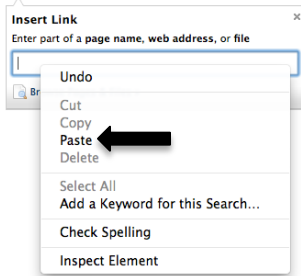 Insert Link
Enter part of a page name, web address, or file
Br
Undo
Cut
Copy
Paste
Delete
Select All
Add a Keyword for this Search...
Check Spelling
Inspect Element